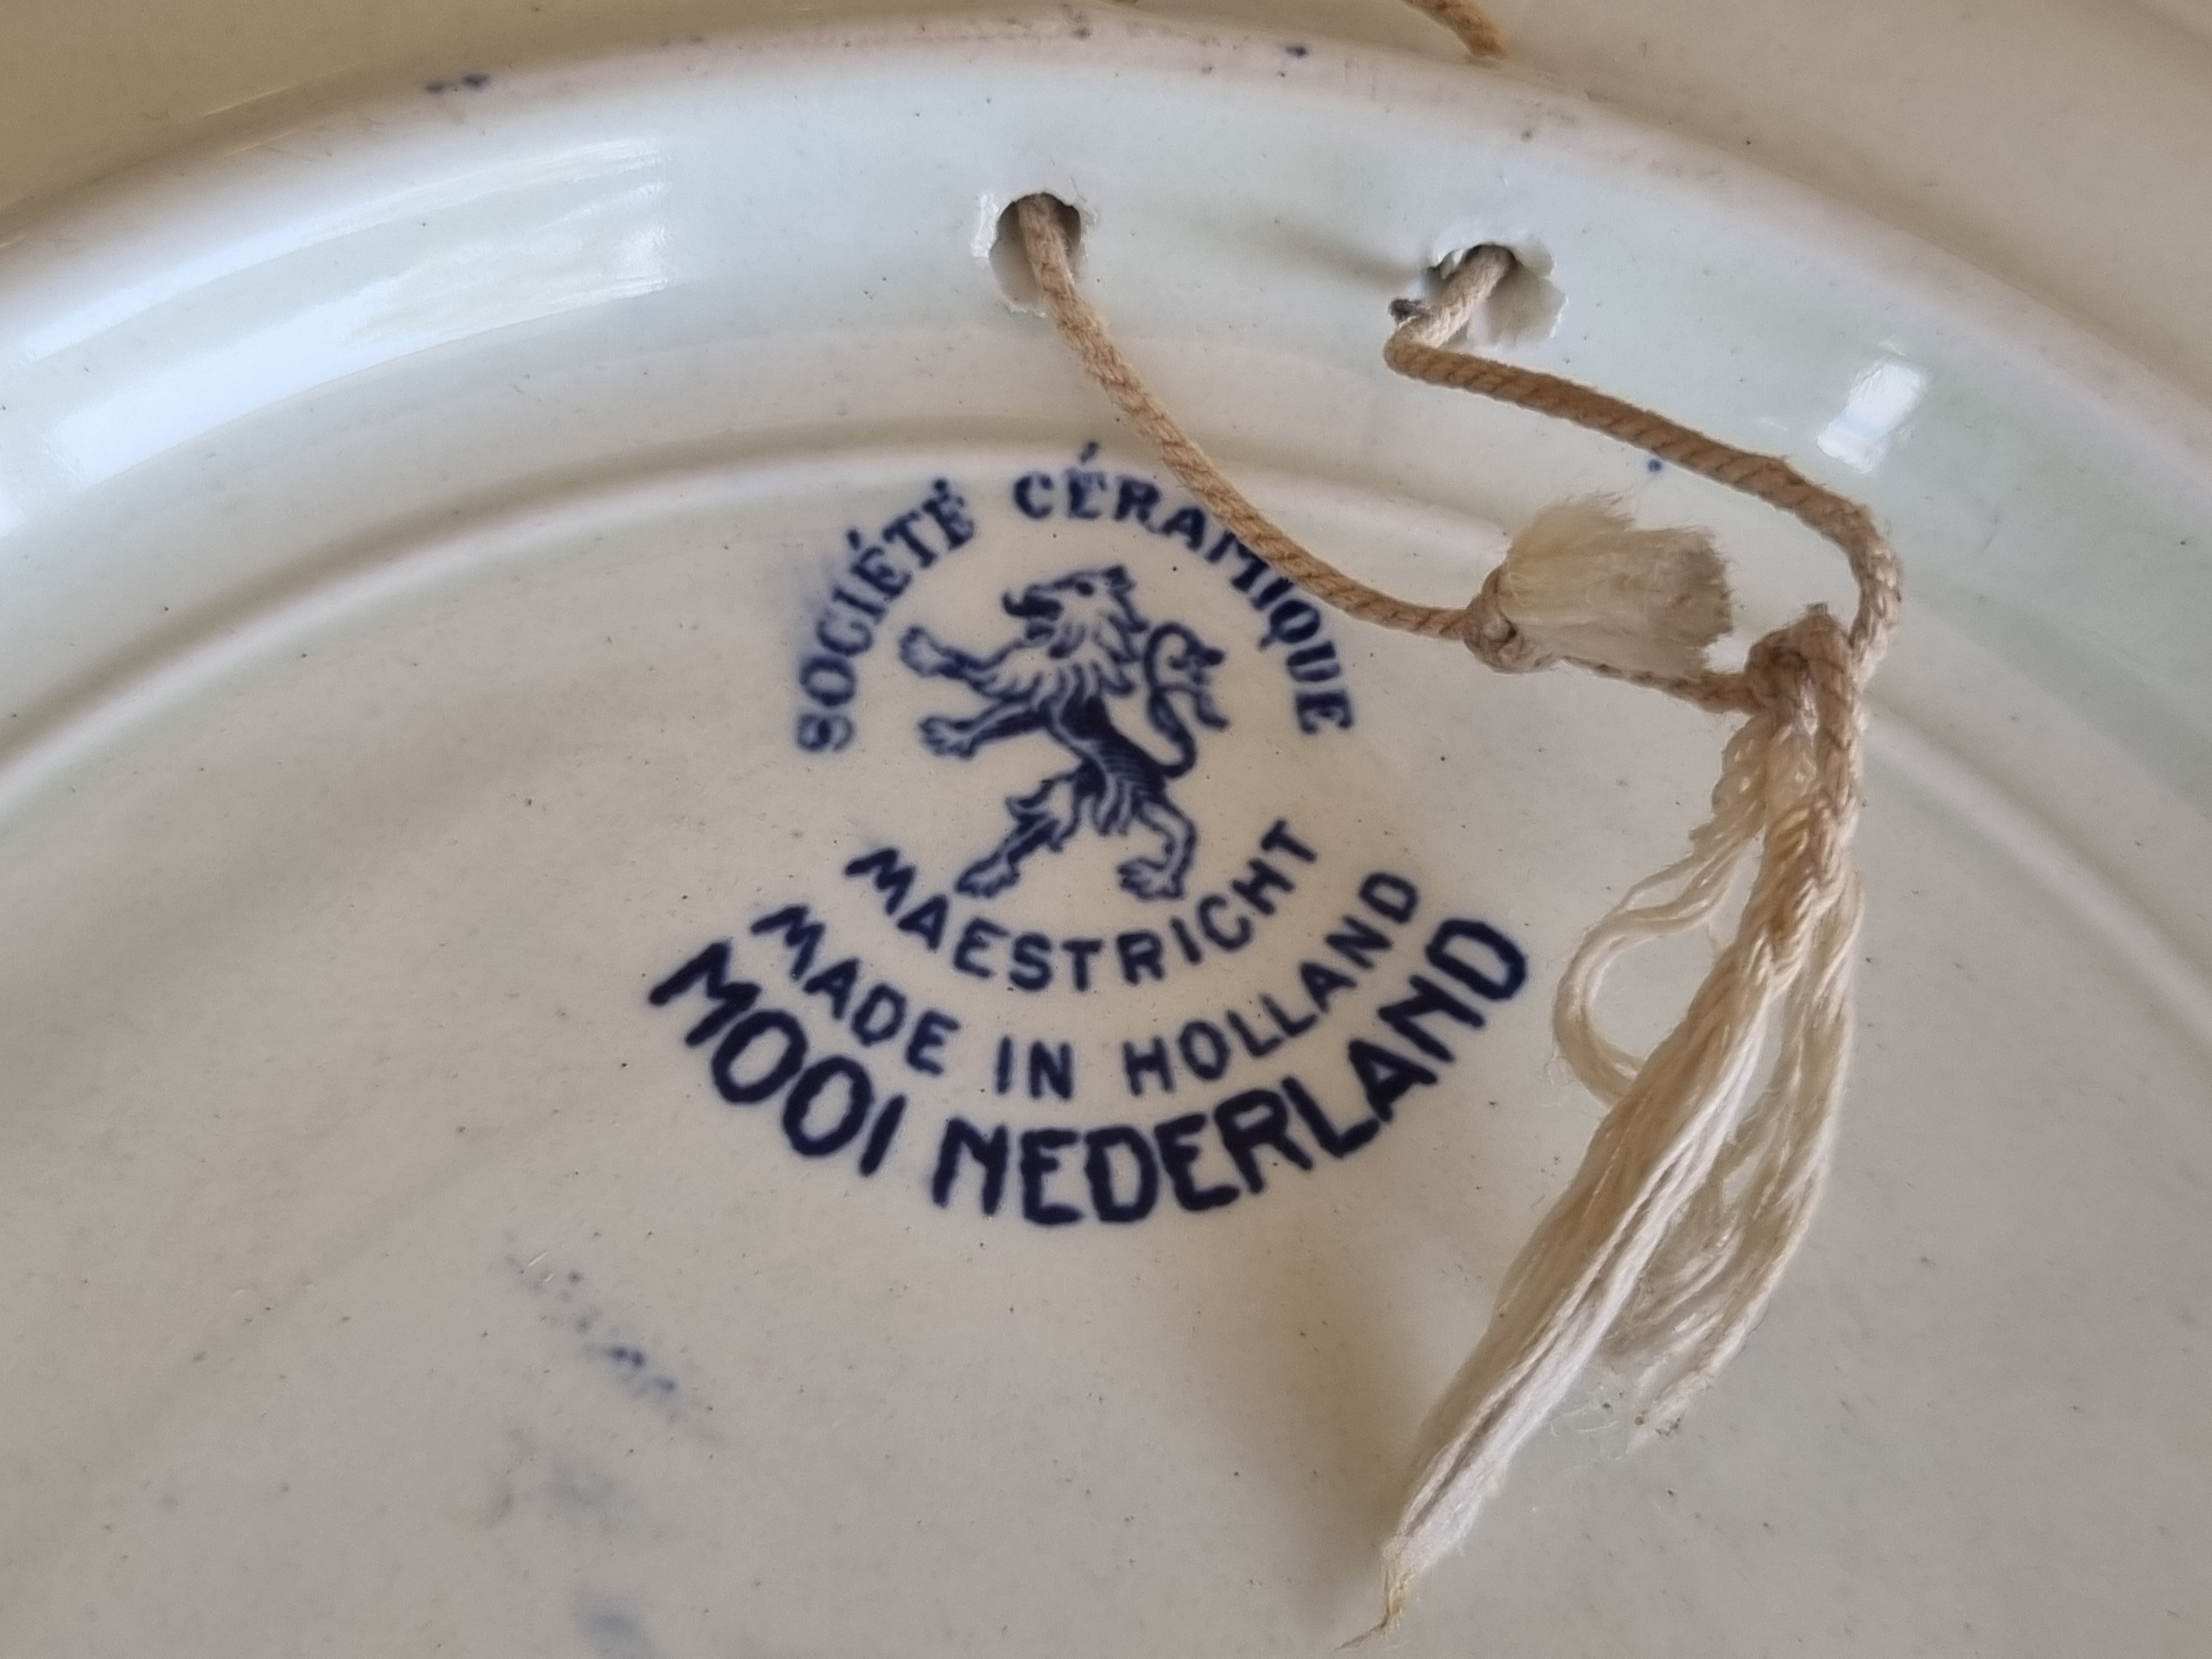 SOCIÉTÉ CÉRAMIQUE
MAESTRICHT
MADE IN HOLLAND
MOOI NEDERLAND